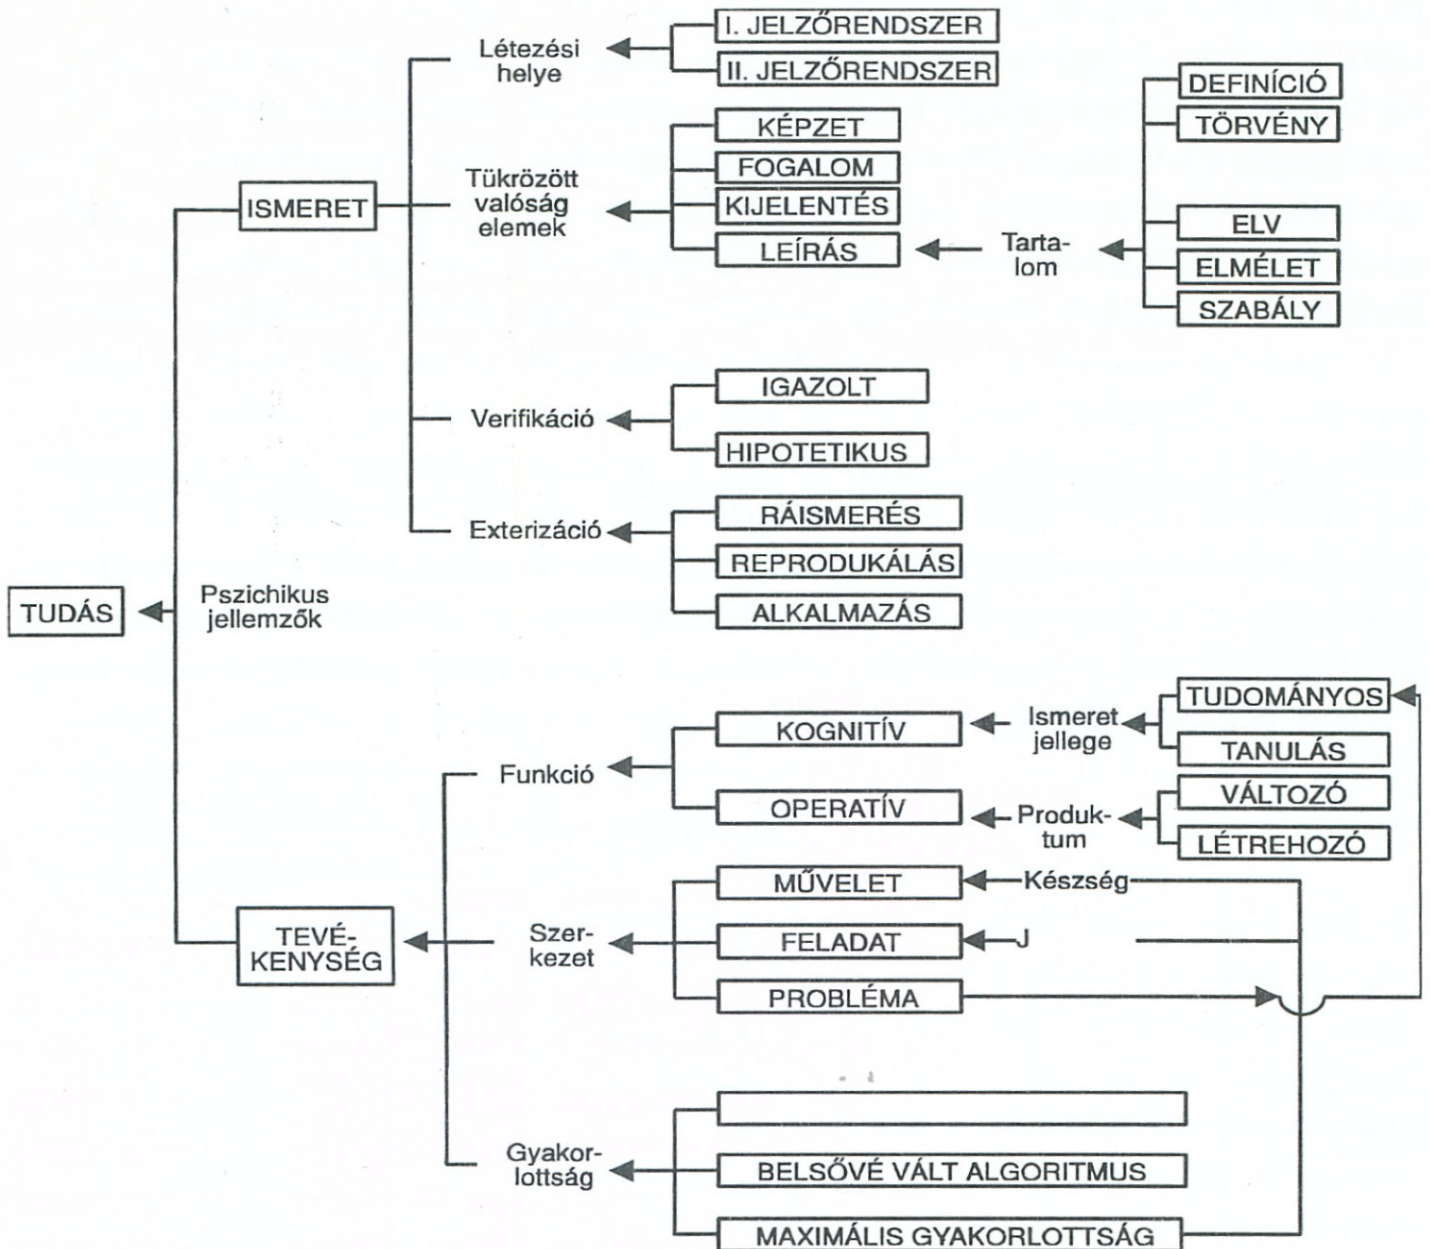 TUDÁS
Pszichikus
jellemzők
ISMERET
Létezési
helye
I. JELZŐRENDSZER
II. JELZŐRENDSZER
Tükrözött
valóság
elemek
KÉPZET
FOGALOM
KIJELENTÉS
LEÍRÁS
Tarta-
lom
DEFINÍCIÓ
TÖRVÉNY
ELV
ELMÉLET
SZABÁLY
Verifikáció
IGAZOLT
HIPOTETIKUS
Exterizáció
RÁISMERÉS
REPRODUKÁLÁS
ALKALMAZÁS
TEVÉ-
KENYSÉG
Funkció
KOGNITÍV
Ismeret
jellege
TUDOMÁNYOS
TANULÁS
OPERATÍV
Produk-
tum
VÁLTOZÓ
LÉTREHOZÓ
Szer-
kezet
MŰVELET
Készség
FELADAT
J
PROBLÉMA
Gyakor-
lottság
BELSŐVÉ VÁLT ALGORITMUS
MAXIMÁLIS GYAKORLOTTSÁG